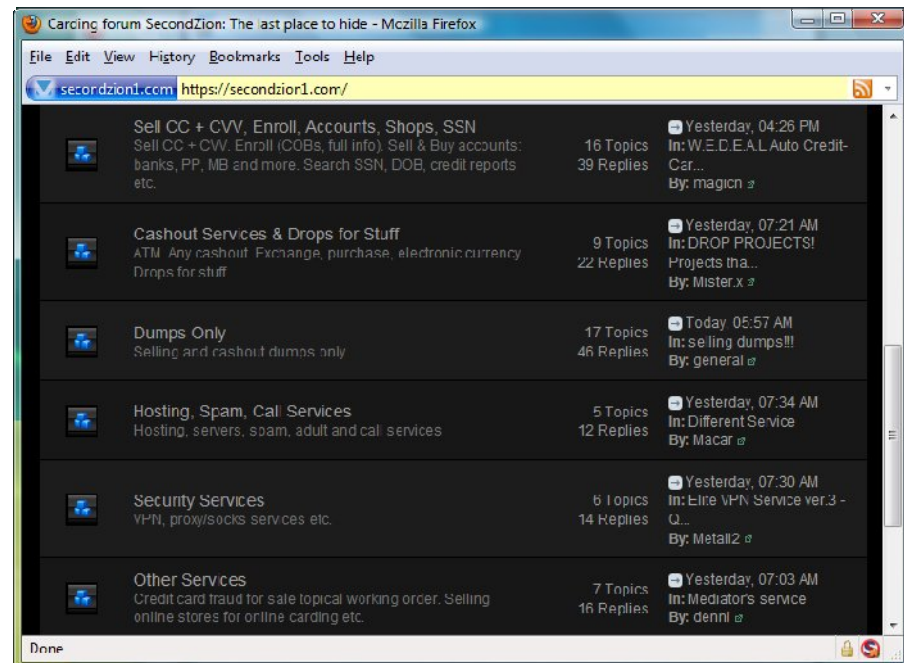 Carding forum SecondZion: The last place to hide - Mozilla Firefox
File Edit View History Bookmarks Tools Help
secondzion1.com https://secondzion1.com/
Sell CC + CVV, Enroll, Accounts, Shops, SSN
Sell CC + CVV. Enroll (COBs, full info). Sell & Buy accounts:
banks, PP, MB and more. Search SSN, DOB, credit reports
etc.
16 Topics
39 Replies
Yesterday, 04:26 PM
In: W.E.D.E.A.L Auto Credit-
Car...
By: magicn
Cashout Services & Drops for Stuff
ATM. Any cashout. Exchange, purchase, electronic currency.
Drops for stuff
9 Topics
22 Replies
Yesterday, 07:21 AM
In: DROP PROJECTS!
Projects tha...
By: Mister.x
Dumps Only
Selling and cashout dumps only
17 Topics
46 Replies
Today, 05:57 AM
In: selling dumps!!!
By: general
Hosting, Spam, Call Services
Hosting, servers, spam, adult and call services
5 Topics
12 Replies
Yesterday, 07:34 AM
In: Different Service
By: Macar
Security Services
VPN, proxy/socks services etc.
6 Topics
14 Replies
Yesterday, 07:30 AM
In: Elite VPN Service ver.3 -
Q...
By: Metall2
Other Services
Credit card fraud for sale topical working order. Selling
online stores for online carding etc.
7 Topics
16 Replies
Yesterday, 07:03 AM
In: Mediator's service
By: dennl
Done